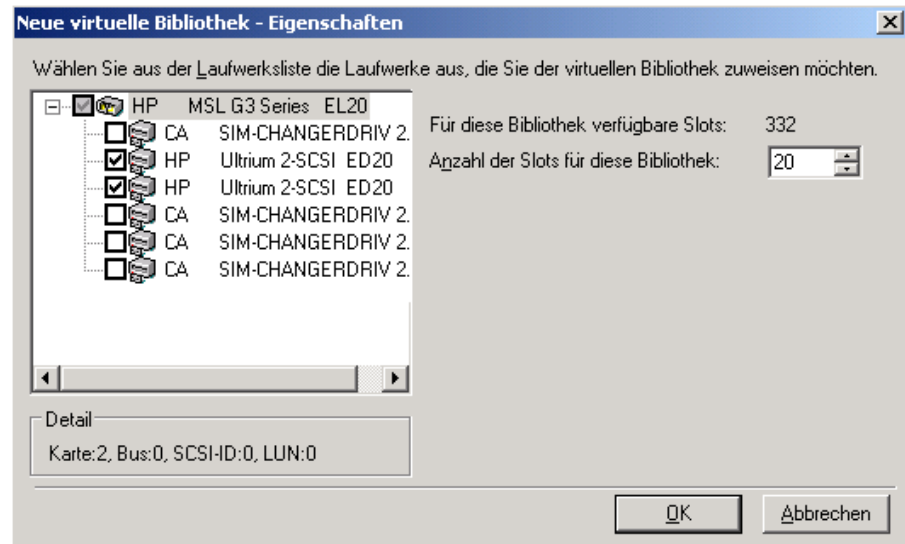 Neue virtuelle Bibliothek - Eigenschaften
Wählen Sie aus der Laufwerksliste die Laufwerke aus, die Sie der virtuellen Bibliothek zuweisen möchten.
HP MSL G3 Series EL20
CA SIM-CHANGERDRIV 2.
HP Ultrium 2-SCSI ED20
HP Ultrium 2-SCSI ED20
CA SIM-CHANGERDRIV 2.
CA SIM-CHANGERDRIV 2.
CA SIM-CHANGERDRIV 2.
Für diese Bibliothek verfügbare Slots: 332
Anzahl der Slots für diese Bibliothek: 20
Detail
Karte:2, Bus:0, SCSI-ID:0, LUN:0
OK Abbrechen